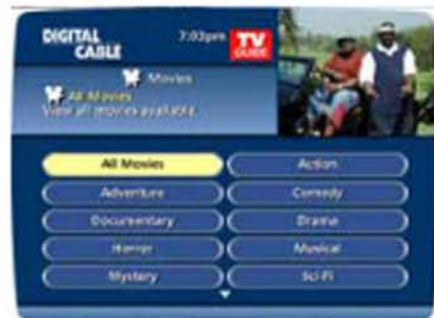 DIGITAL CABLE
7:03pm
TV GUIDE
Movies
All Movies
View all movies available
All Movies
Action
Adventure
Comedy
Documentary
Drama
Horror
Musical
Mystery
Sci-Fi